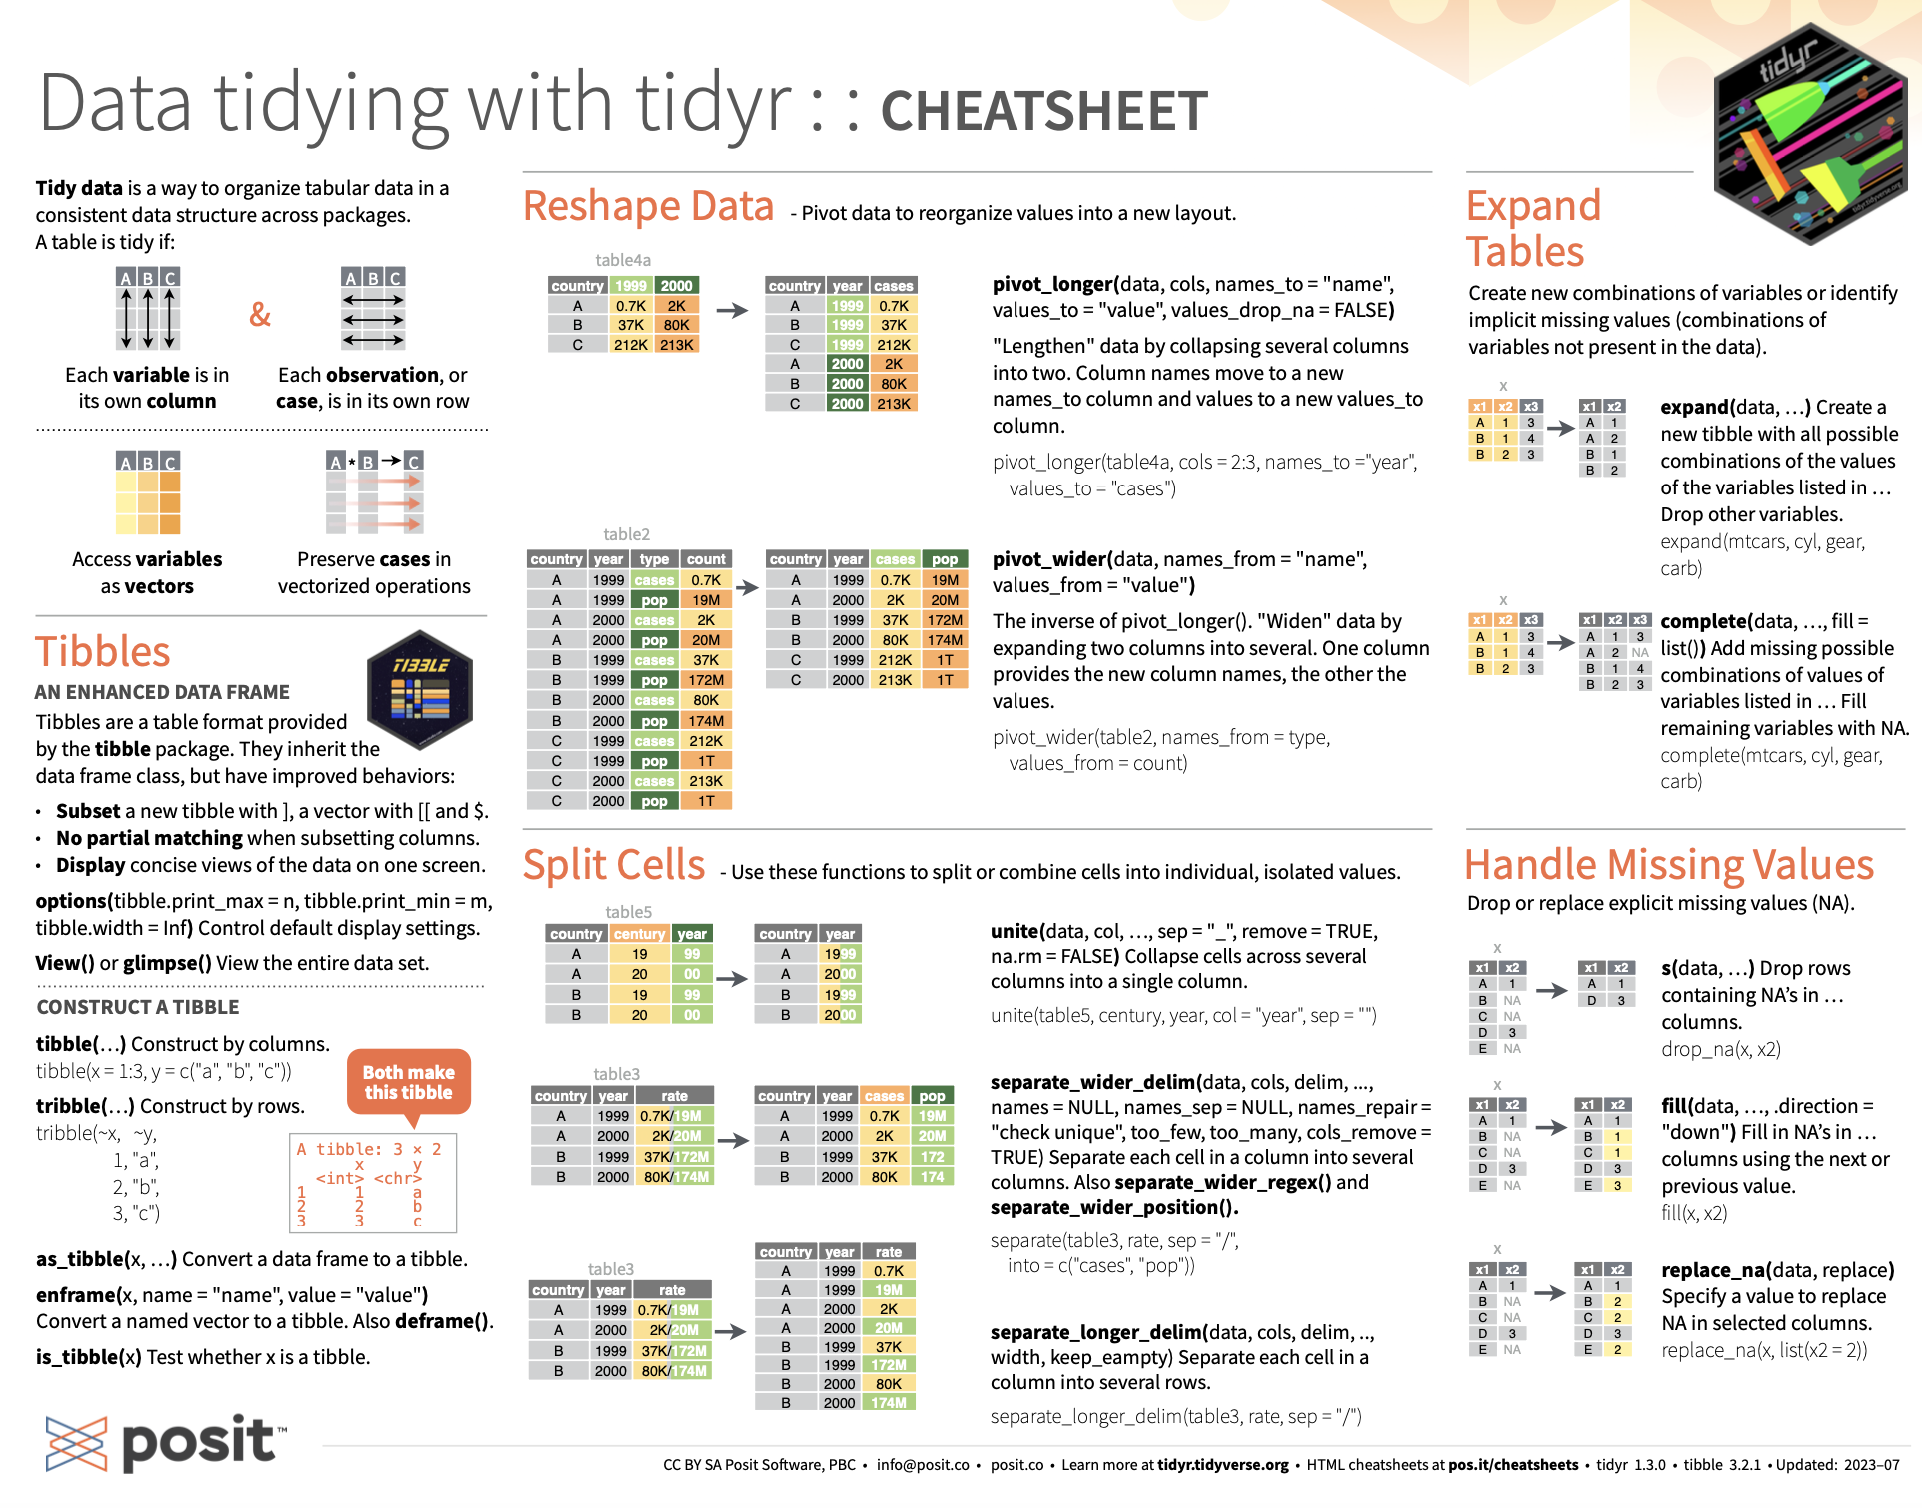 Data tidying with tidyr : : CHEATSHEET
tidyr
tidyr.tidyverse.org
Tidy data is a way to organize tabular data in a
consistent data structure across packages.
A table is tidy if:
A B C
&
A B C
Each variable is in
its own column
Each observation, or
case, is in its own row
A B C
A * B → C
Access variables
as vectors
Preserve cases in
vectorized operations
Tibbles
TIBBLE
AN ENHANCED DATA FRAME
Tibbles are a table format provided
by the tibble package. They inherit the
data frame class, but have improved behaviors:
• Subset a new tibble with ], a vector with [[ and $.
• No partial matching when subsetting columns.
• Display concise views of the data on one screen.
options(tibble.print_max = n, tibble.print_min = m,
tibble.width = Inf) Control default display settings.
View() or glimpse() View the entire data set.
CONSTRUCT A TIBBLE
tibble(…) Construct by columns.
tibble(x = 1:3, y = c("a", "b", "c"))
tribble(…) Construct by rows.
tribble(~x, ~y,
1, "a",
2, "b",
3, "c")
Both make
this tibble
A tibble: 3 × 2
x y
<int> <chr>
1 1 a
2 2 b
3 3 c
as_tibble(x, …) Convert a data frame to a tibble.
enframe(x, name = "name", value = "value")
Convert a named vector to a tibble. Also deframe().
is_tibble(x) Test whether x is a tibble.
Reshape Data - Pivot data to reorganize values into a new layout.
table4a
country 1999 2000
A 0.7K 2K
B 37K 80K
C 212K 213K
country year cases
A 1999 0.7K
B 1999 37K
C 1999 212K
A 2000 2K
B 2000 80K
C 2000 213K
pivot_longer(data, cols, names_to = "name",
values_to = "value", values_drop_na = FALSE)
"Lengthen" data by collapsing several columns
into two. Column names move to a new
names_to column and values to a new values_to
column.
pivot_longer(table4a, cols = 2:3, names_to ="year",
values_to = "cases")
table2
country year type count
A 1999 cases 0.7K
A 1999 pop 19M
A 2000 cases 2K
A 2000 pop 20M
B 1999 cases 37K
B 1999 pop 172M
B 2000 cases 80K
B 2000 pop 174M
C 1999 cases 212K
C 1999 pop 1T
C 2000 cases 213K
C 2000 pop 1T
country year cases pop
A 1999 0.7K 19M
A 2000 2K 20M
B 1999 37K 172M
B 2000 80K 174M
C 1999 212K 1T
C 2000 213K 1T
pivot_wider(data, names_from = "name",
values_from = "value")
The inverse of pivot_longer(). "Widen" data by
expanding two columns into several. One column
provides the new column names, the other the
values.
pivot_wider(table2, names_from = type,
values_from = count)
Split Cells - Use these functions to split or combine cells into individual, isolated values.
table5
country century year
A 19 99
A 20 00
B 19 99
B 20 00
country year
A 1999
A 2000
B 1999
B 2000
unite(data, col, …, sep = "_", remove = TRUE,
na.rm = FALSE) Collapse cells across several
columns into a single column.
unite(table5, century, year, col = "year", sep = "")
table3
country year rate
A 1999 0.7K/19M
A 2000 2K/20M
B 1999 37K/172M
B 2000 80K/174M
country year cases pop
A 1999 0.7K 19M
A 2000 2K 20M
B 1999 37K 172
B 2000 80K 174
separate_wider_delim(data, cols, delim, ...,
names = NULL, names_sep = NULL, names_repair =
"check unique", too_few, too_many, cols_remove =
TRUE) Separate each cell in a column into several
columns. Also separate_wider_regex() and
separate_wider_position().
separate(table3, rate, sep = "/",
into = c("cases", "pop"))
table3
country year rate
A 1999 0.7K/19M
A 2000 2K/20M
B 1999 37K/172M
B 2000 80K/174M
country year rate
A 1999 0.7K
A 1999 19M
A 2000 2K
A 2000 20M
B 1999 37K
B 1999 172M
B 2000 80K
B 2000 174M
separate_longer_delim(data, cols, delim, ..,
width, keep_eampty) Separate each cell in a
column into several rows.
separate_longer_delim(table3, rate, sep = "/")
Expand
Tables
Create new combinations of variables or identify
implicit missing values (combinations of
variables not present in the data).
x
x1 x2 x3
A 1 3
B 1 4
B 2 3
x1 x2
A 1
A 2
B 1
B 2
expand(data, …) Create a
new tibble with all possible
combinations of the values
of the variables listed in …
Drop other variables.
expand(mtcars, cyl, gear,
carb)
x
x1 x2 x3
A 1 3
B 1 4
B 2 3
x1 x2 x3
A 1 3
A 2 NA
B 1 4
B 2 3
complete(data, …, fill =
list()) Add missing possible
combinations of values of
variables listed in … Fill
remaining variables with NA.
complete(mtcars, cyl, gear,
carb)
Handle Missing Values
Drop or replace explicit missing values (NA).
x
x1 x2
A 1
B NA
C NA
D 3
E NA
x1 x2
A 1
D 3
s(data, …) Drop rows
containing NA’s in …
columns.
drop_na(x, x2)
x
x1 x2
A 1
B NA
C NA
D 3
E NA
x1 x2
A 1
B 1
C 1
D 3
E 3
fill(data, …, .direction =
"down") Fill in NA’s in …
columns using the next or
previous value.
fill(x, x2)
x
x1 x2
A 1
B NA
C NA
D 3
E NA
x1 x2
A 1
B 2
C 2
D 3
E 2
replace_na(data, replace)
Specify a value to replace
NA in selected columns.
replace_na(x, list(x2 = 2))
posit™
CC BY SA Posit Software, PBC • info@posit.co • posit.co • Learn more at tidyr.tidyverse.org • HTML cheatsheets at pos.it/cheatsheets • tidyr 1.3.0 • tibble 3.2.1 • Updated: 2023–07